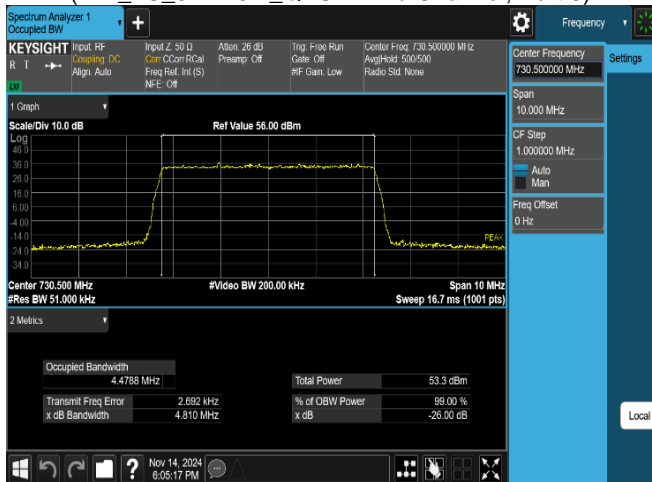 Spectrum Analyzer 1
Occupied BW
Frequency
KEYSIGHT
R T
LXI
Input: RF
Coupling: DC
Align: Auto
Input Z: 50 Ω
Corr CCorr RCal
Freq Ref: Int (S)
NFE: Off
Atten: 26 dB
Preamp: Off
Trig: Free Run
Gate: Off
#IF Gain: Low
Center Freq: 730.500000 MHz
Avg|Hold: 500/500
Radio Std: None
Center Frequency
730.500000 MHz
Settings
Span
10.000 MHz
CF Step
1.000000 MHz
Auto
Man
Freq Offset
0 Hz
1 Graph
Scale/Div 10.0 dB
Ref Value 56.00 dBm
Log
46.0
36.0
26.0
16.0
6.00
-4.00
-14.0
-24.0
-34.0
PEAK
Center 730.500 MHz
#Video BW 200.00 kHz
Span 10 MHz
#Res BW 51.000 kHz
Sweep 16.7 ms (1001 pts)
2 Metrics
Occupied Bandwidth
4.4788 MHz
Total Power 53.3 dBm
Transmit Freq Error 2.692 kHz
% of OBW Power 99.00 %
x dB Bandwidth 4.810 MHz
x dB -26.00 dB
Local
?
Nov 14, 2024
6:05:17 PM